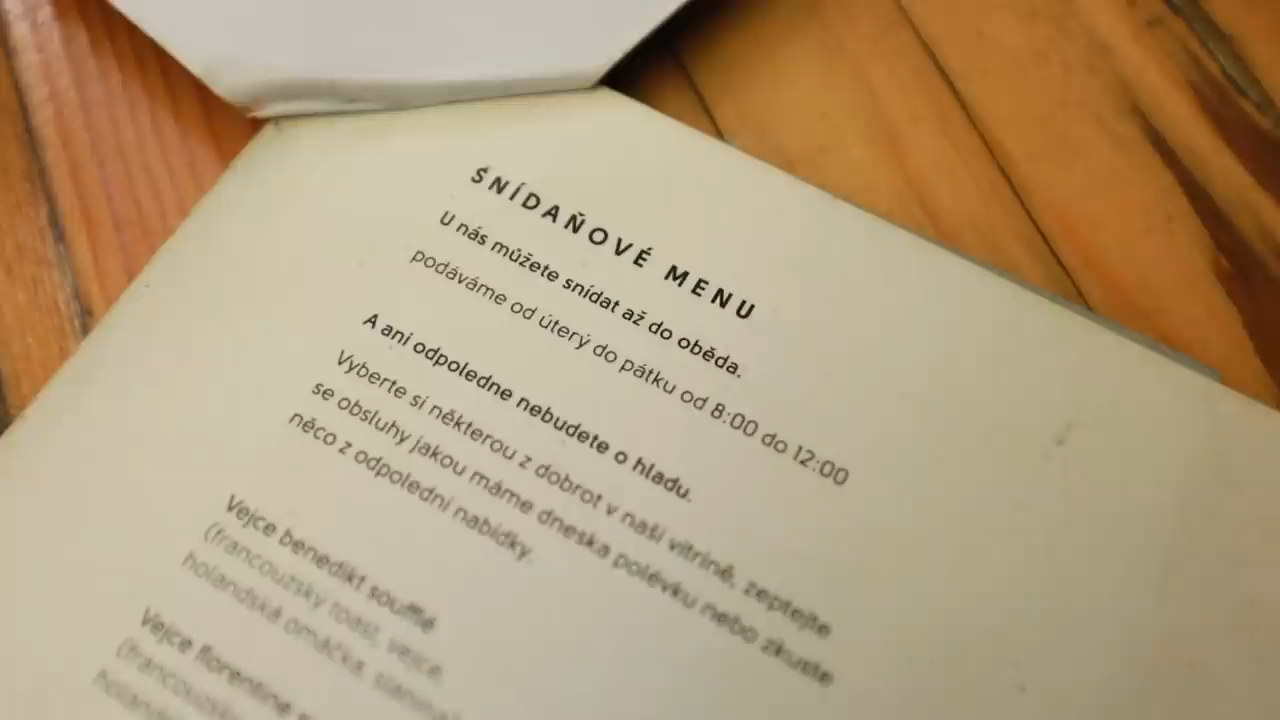 SNÍDAŇOVÉ MENU
U nás můžete snídat až do oběda.
podáváme od úterý do pátku od 8:00 do 12:00
A ani odpoledne nebudete o hladu.
Vyberte si některou z dobrot v naší vitríně, zeptejte
se obsluhy jakou máme dneska polévku nebo zkuste
něco z odpolední nabídky.
Vejce benedikt soufflé
(francouzský toast, vejce,
holandská omáčka,
Vejce florentine
(francouzský